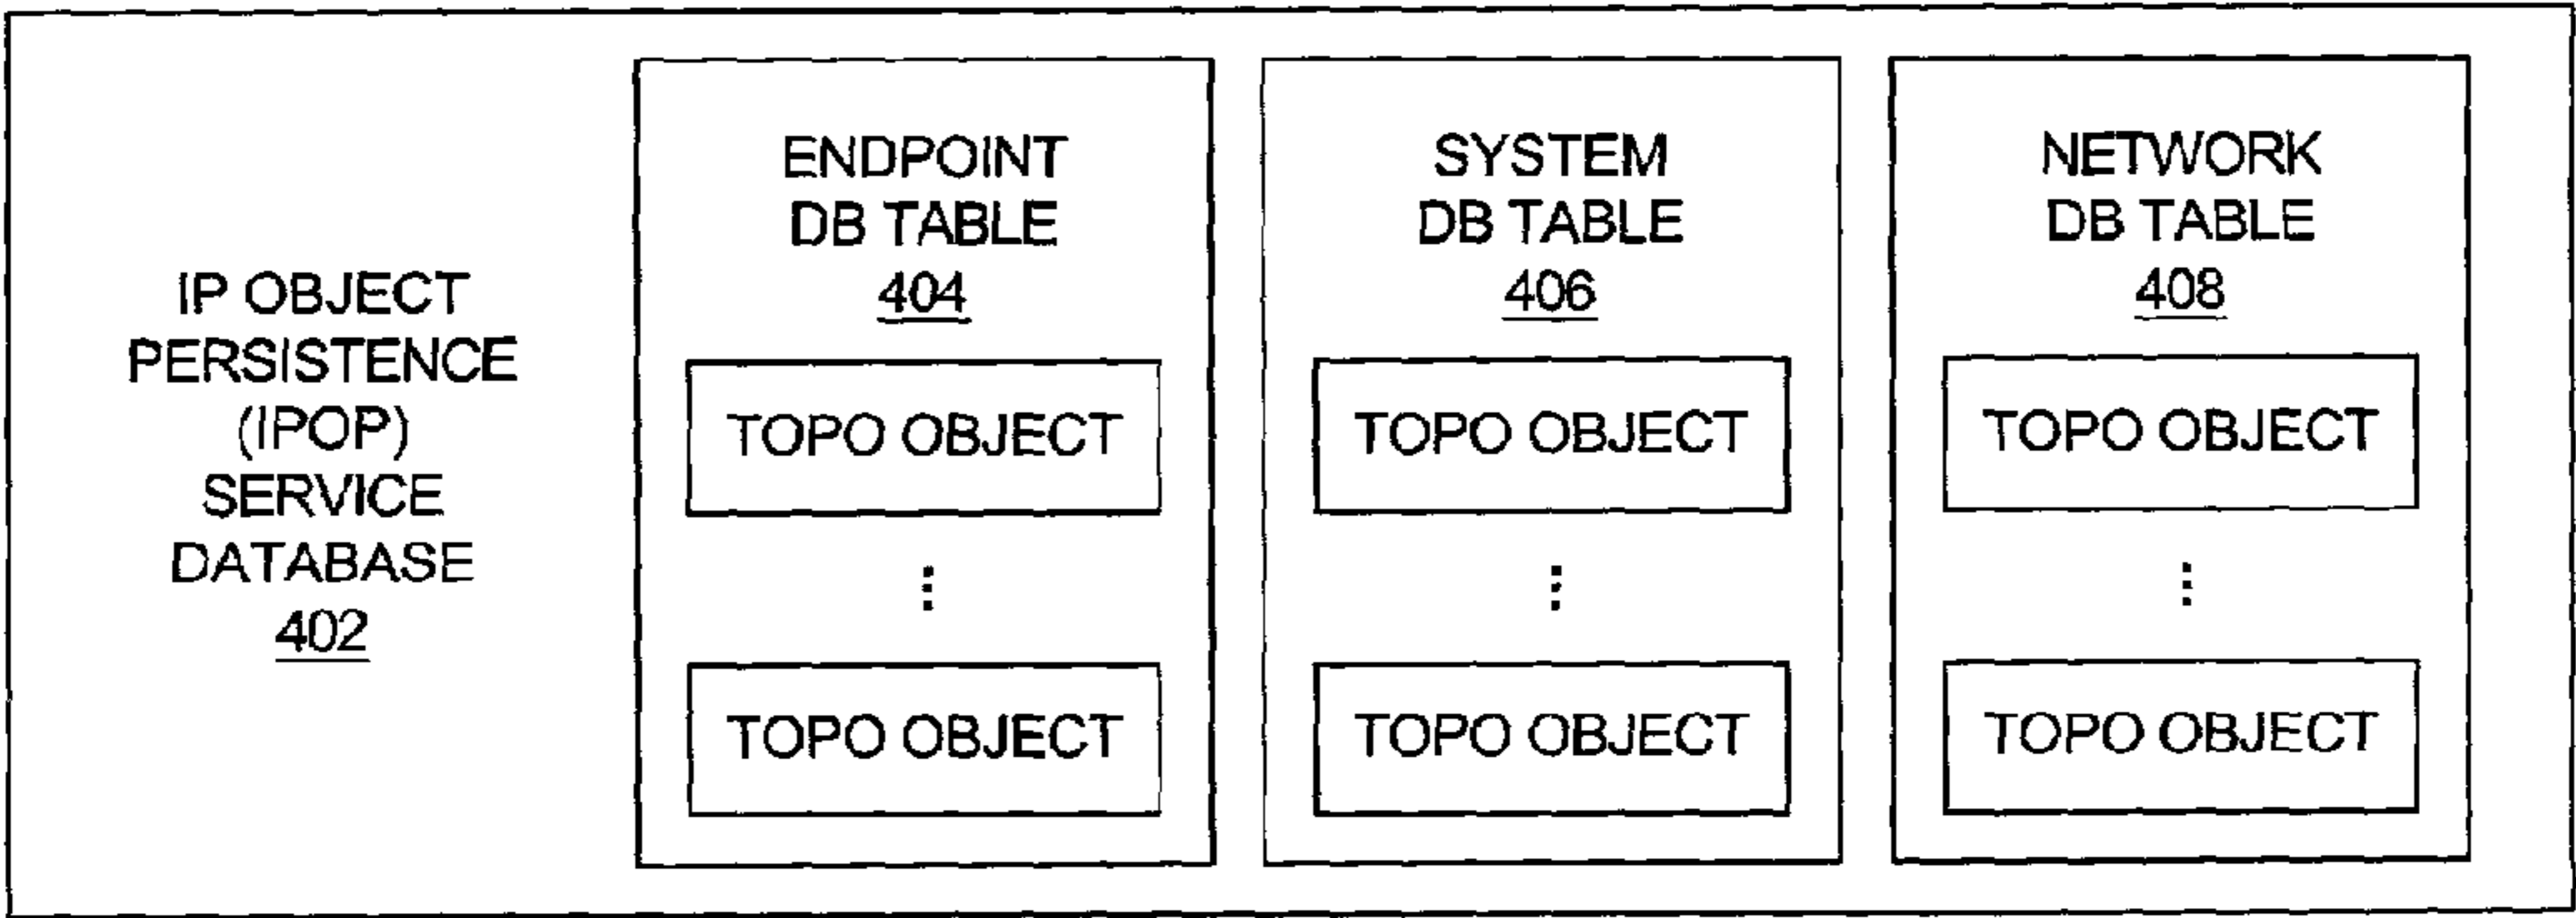 IP OBJECT
PERSISTENCE
(IPOP)
SERVICE
DATABASE
402
ENDPOINT
DB TABLE
404
TOPO OBJECT
TOPO OBJECT
SYSTEM
DB TABLE
406
TOPO OBJECT
TOPO OBJECT
NETWORK
DB TABLE
408
TOPO OBJECT
TOPO OBJECT